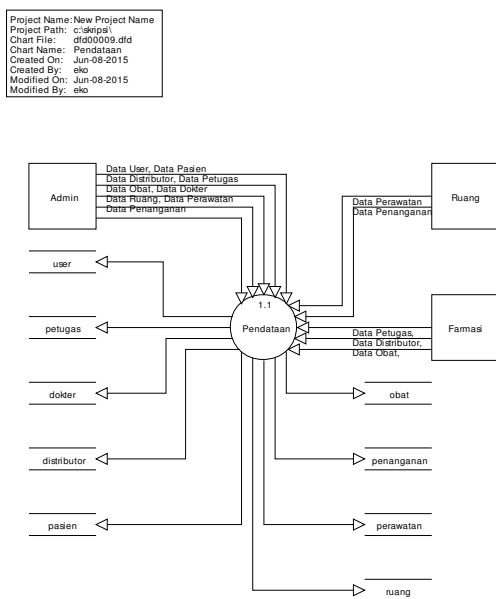 Project Name: New Project Name
Project Path: c:\skripsi\
Chart File: dfd00009.dfd
Chart Name: Pendataan
Created On: Jun-08-2015
Created By: eko
Modified On: Jun-08-2015
Modified By: eko
Admin
Data User, Data Pasien
Data Distributor, Data Petugas
Data Obat, Data Dokter
Data Ruang, Data Perawatan
Data Penanganan
Ruang
Data Perawatan
Data Penanganan
user
1.1
Pendataan
petugas
Farmasi
Data Petugas,
Data Distributor,
Data Obat,
dokter
obat
distributor
penanganan
pasien
perawatan
ruang